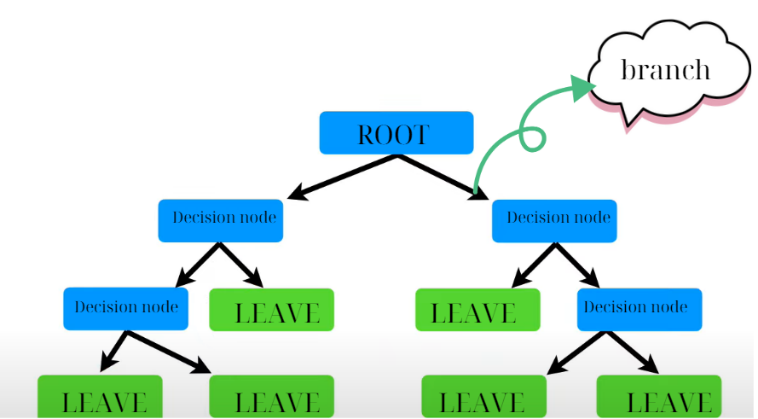 branch
ROOT
Decision node
Decision node
Decision node
LEAVE
LEAVE
Decision node
LEAVE
LEAVE
LEAVE
LEAVE